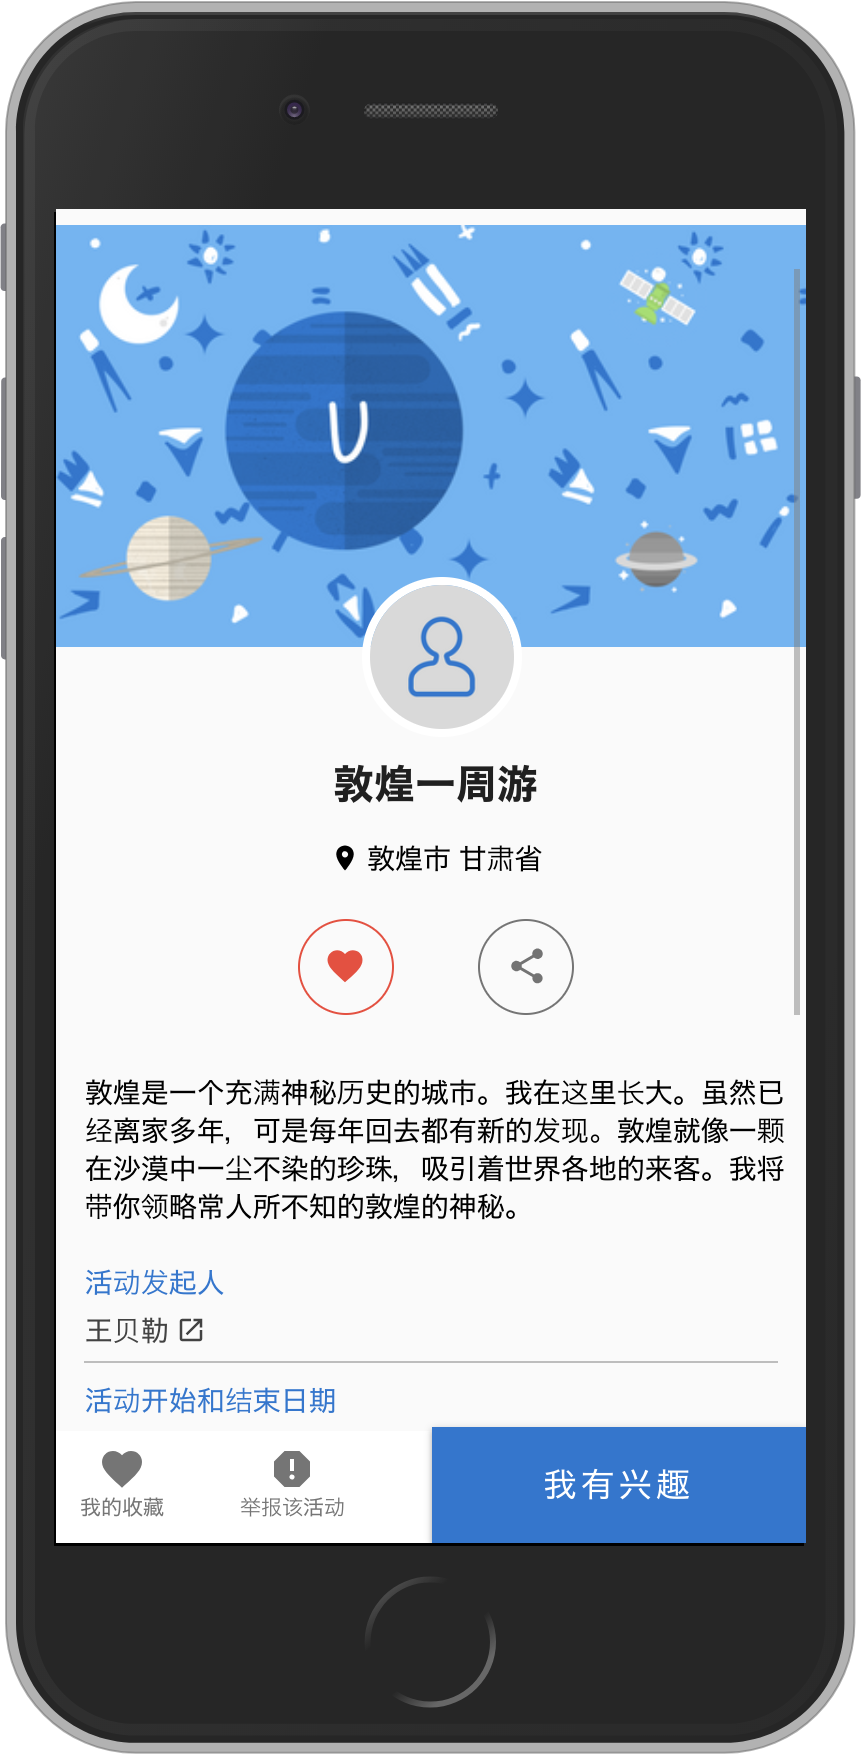 U
敦煌一周游
敦煌市 甘肃省
敦煌是一个充满神秘历史的城市。我在这里长大。虽然已
经离家多年，可是每年回去都有新的发现。敦煌就像一颗
在沙漠中一尘不染的珍珠，吸引着世界各地的来客。我将
带你领略常人所不知的敦煌的神秘。
活动发起人
王贝勒
活动开始和结束日期
我的收藏
举报该活动
我有兴趣